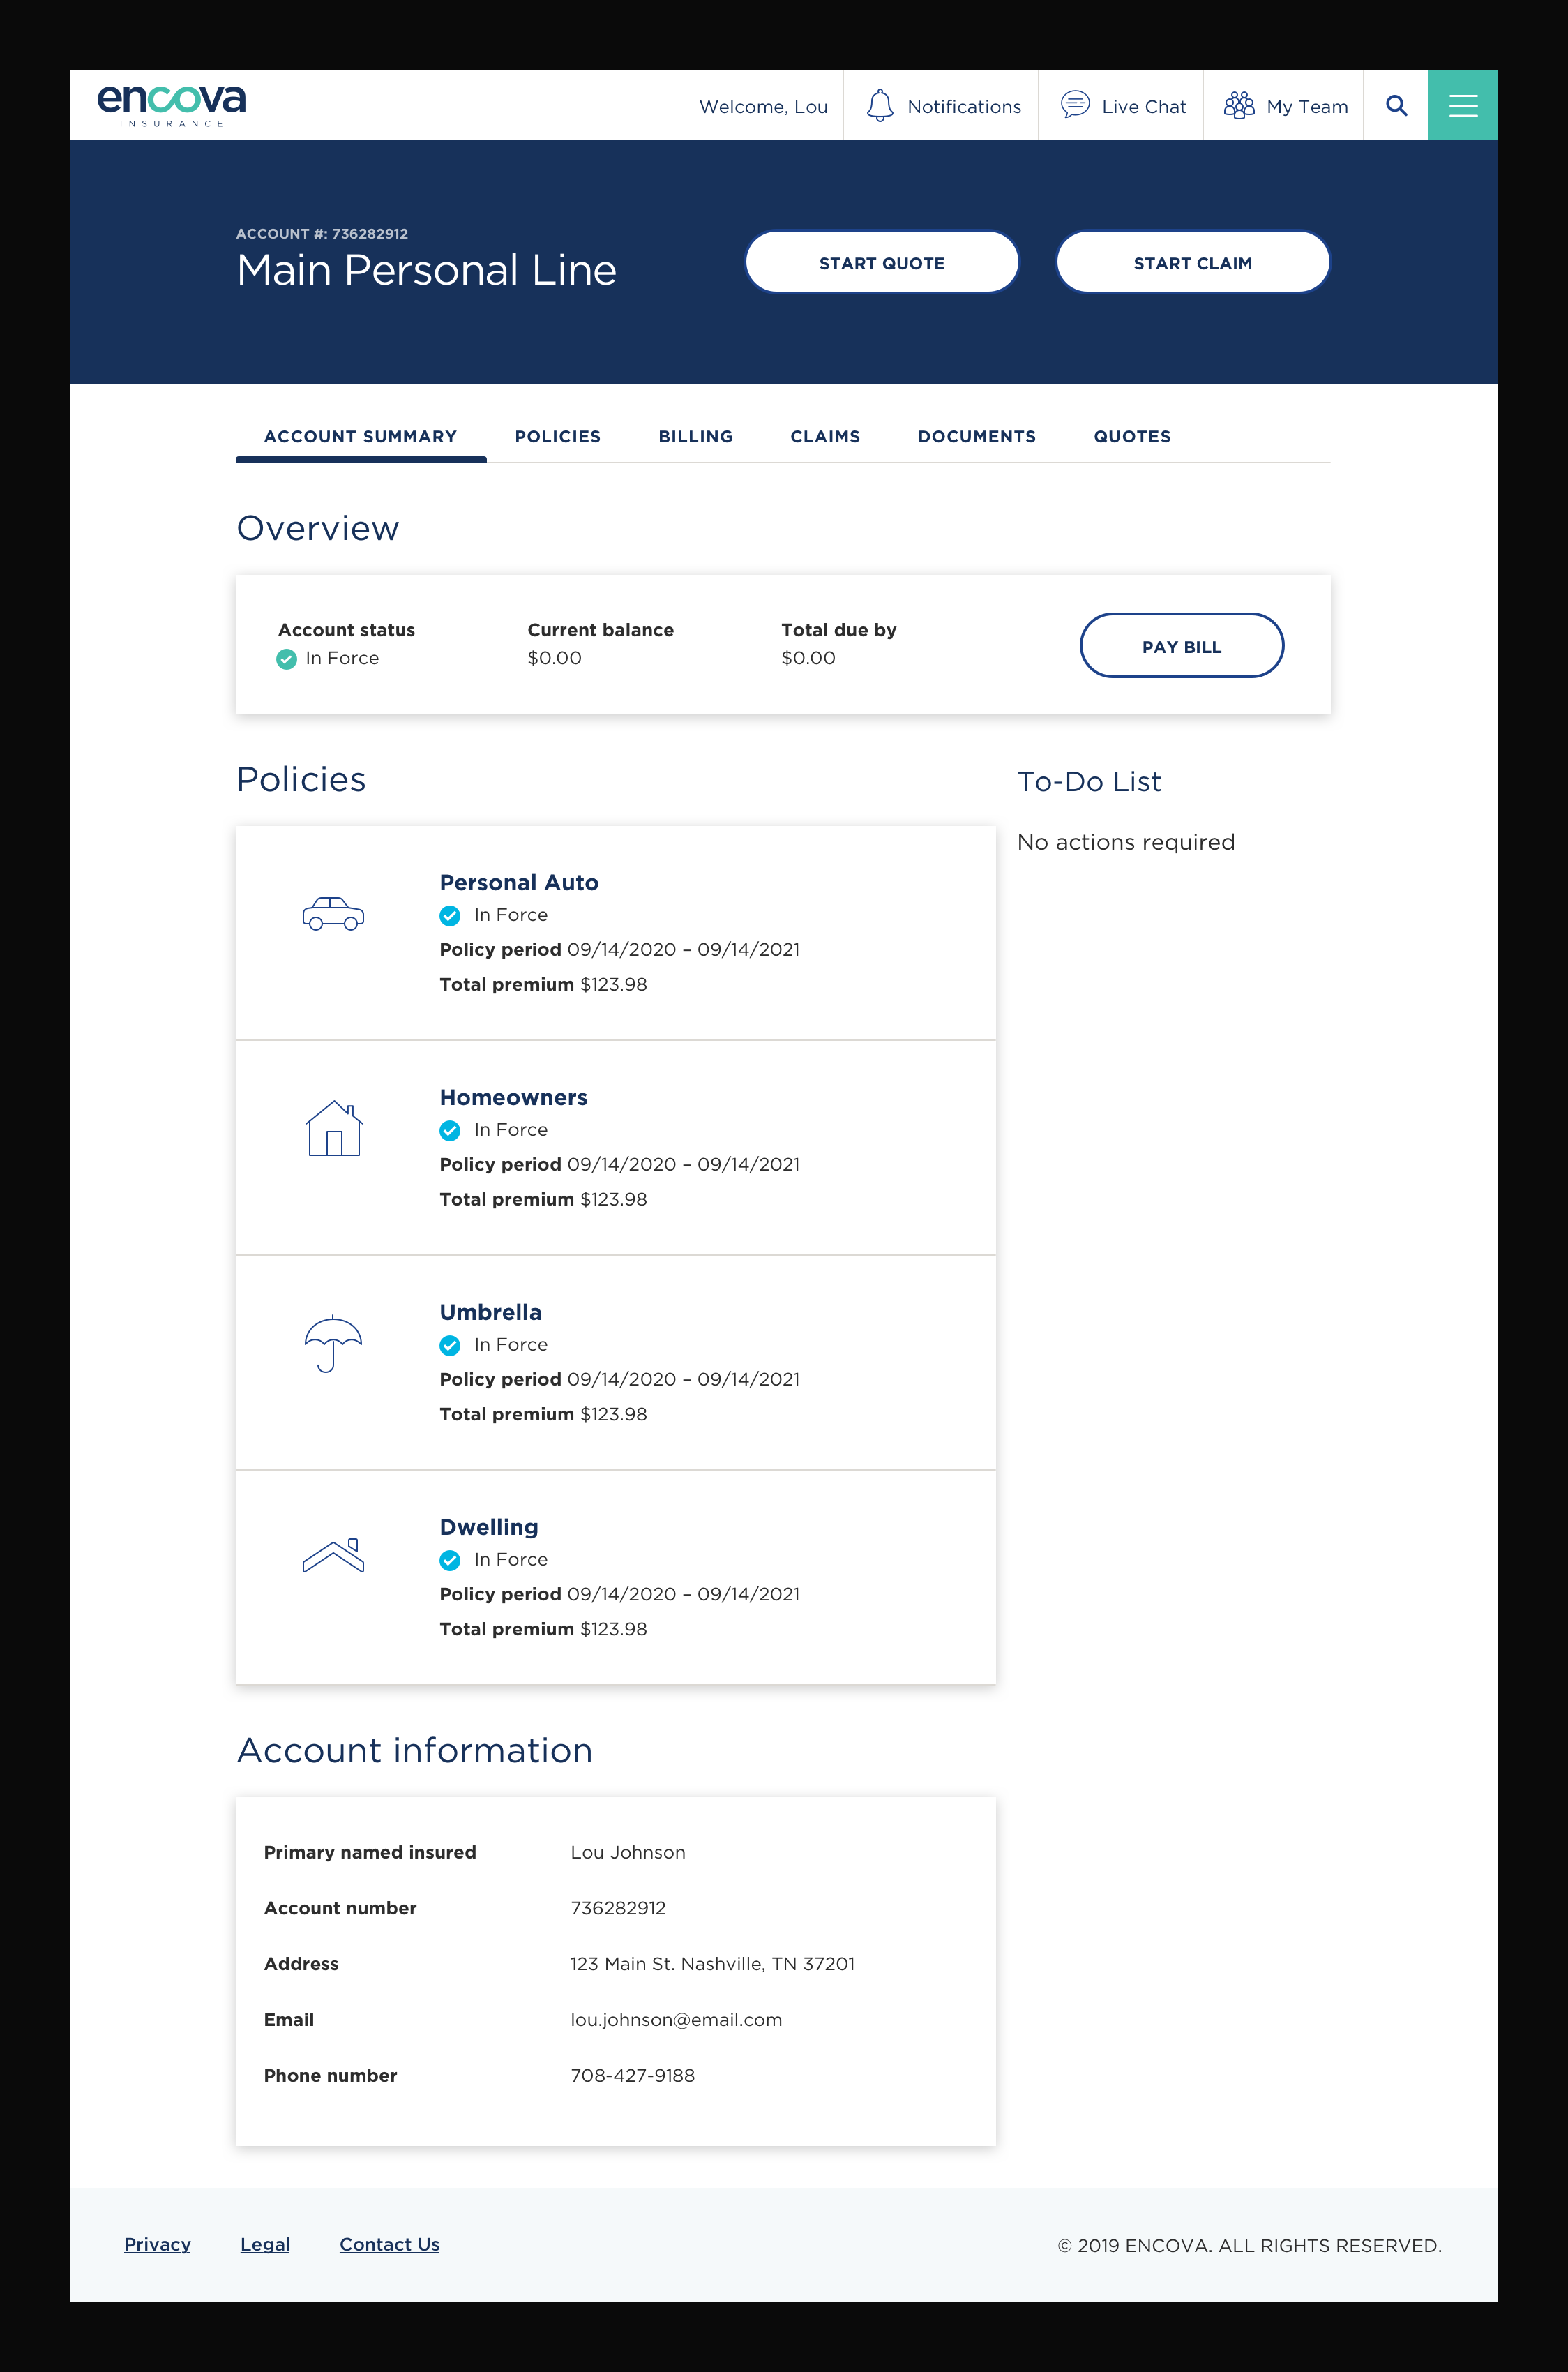 encova
INSURANCE
Welcome, Lou
Notifications
Live Chat
My Team
ACCOUNT #: 736282912
Main Personal Line
START QUOTE
START CLAIM
ACCOUNT SUMMARY
POLICIES
BILLING
CLAIMS
DOCUMENTS
QUOTES
Overview
Account status
In Force
Current balance
$0.00
Total due by
$0.00
PAY BILL
Policies
Personal Auto
In Force
Policy period 09/14/2020 – 09/14/2021
Total premium $123.98
Homeowners
In Force
Policy period 09/14/2020 – 09/14/2021
Total premium $123.98
Umbrella
In Force
Policy period 09/14/2020 – 09/14/2021
Total premium $123.98
Dwelling
In Force
Policy period 09/14/2020 – 09/14/2021
Total premium $123.98
To-Do List
No actions required
Account information
Primary named insured Lou Johnson
Account number 736282912
Address 123 Main St. Nashville, TN 37201
Email lou.johnson@email.com
Phone number 708-427-9188
Privacy
Legal
Contact Us
© 2019 ENCOVA. ALL RIGHTS RESERVED.